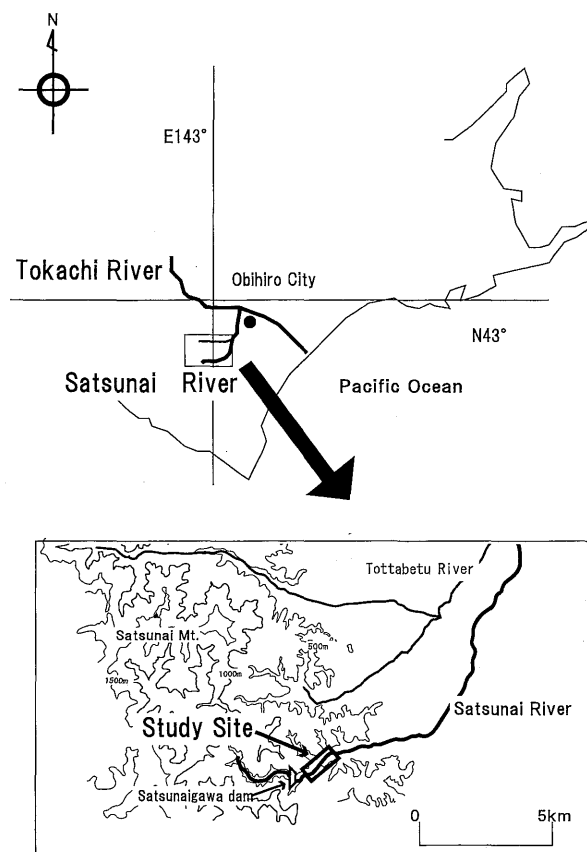 N
E143°
Tokachi River
Obihiro City
N43°
Satsunai River
Pacific Ocean
Tottabetu River
Satsunai Mt.
500m
1500m
1000m
Satsunai River
Study Site
Satsunaigawa dam
0 5km